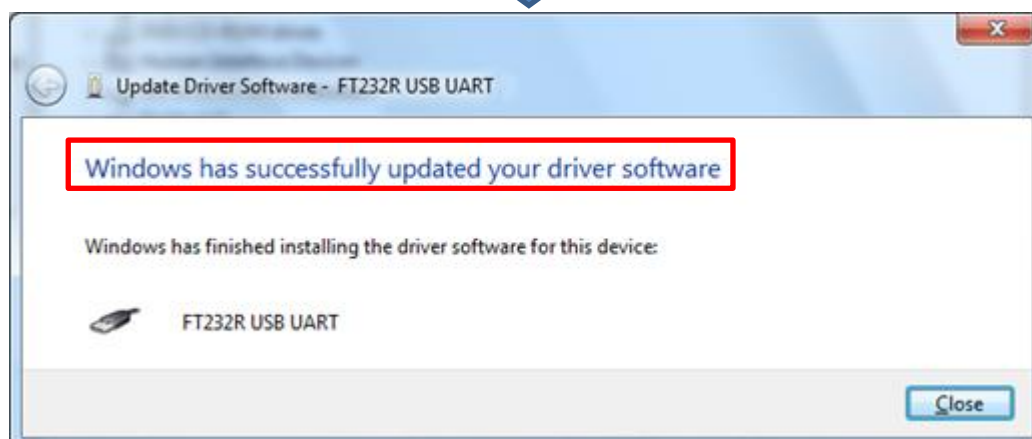 Update Driver Software - FT232R USB UART
Windows has successfully updated your driver software
Windows has finished installing the driver software for this device:
FT232R USB UART
Close